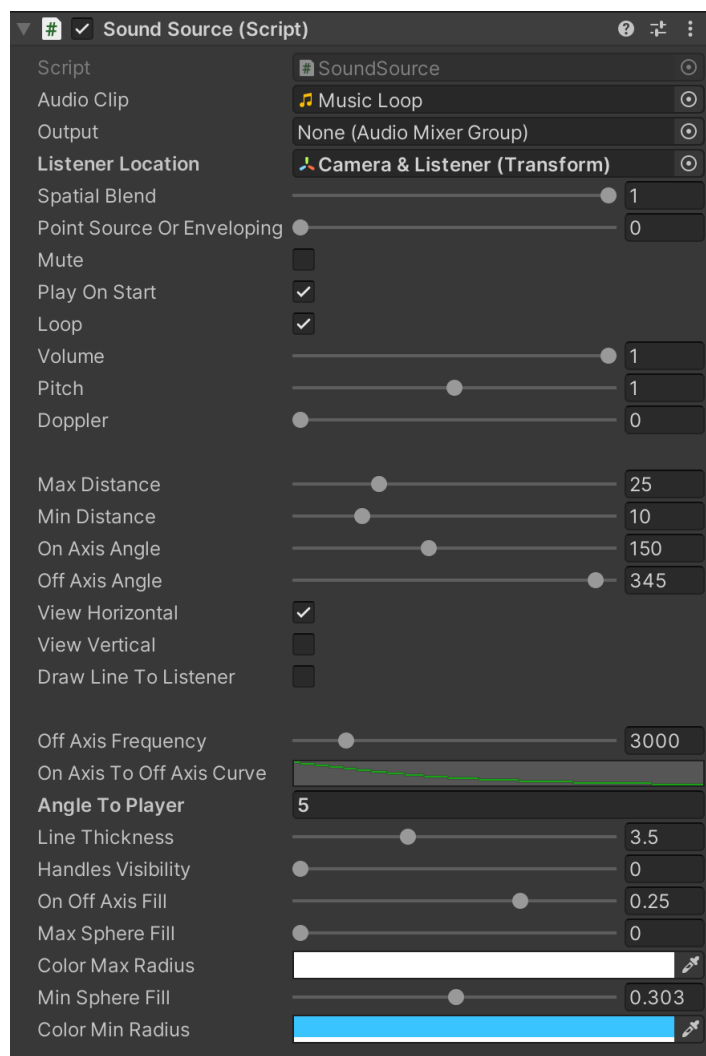 # Sound Source (Script)
Script # SoundSource
Audio Clip Music Loop
Output None (Audio Mixer Group)
Listener Location Camera & Listener (Transform)
Spatial Blend 1
Point Source Or Enveloping 0
Mute
Play On Start
Loop
Volume 1
Pitch 1
Doppler 0
Max Distance 25
Min Distance 10
On Axis Angle 150
Off Axis Angle 345
View Horizontal
View Vertical
Draw Line To Listener
Off Axis Frequency 3000
On Axis To Off Axis Curve
Angle To Player 5
Line Thickness 3.5
Handles Visibility 0
On Off Axis Fill 0.25
Max Sphere Fill 0
Color Max Radius
Min Sphere Fill 0.303
Color Min Radius